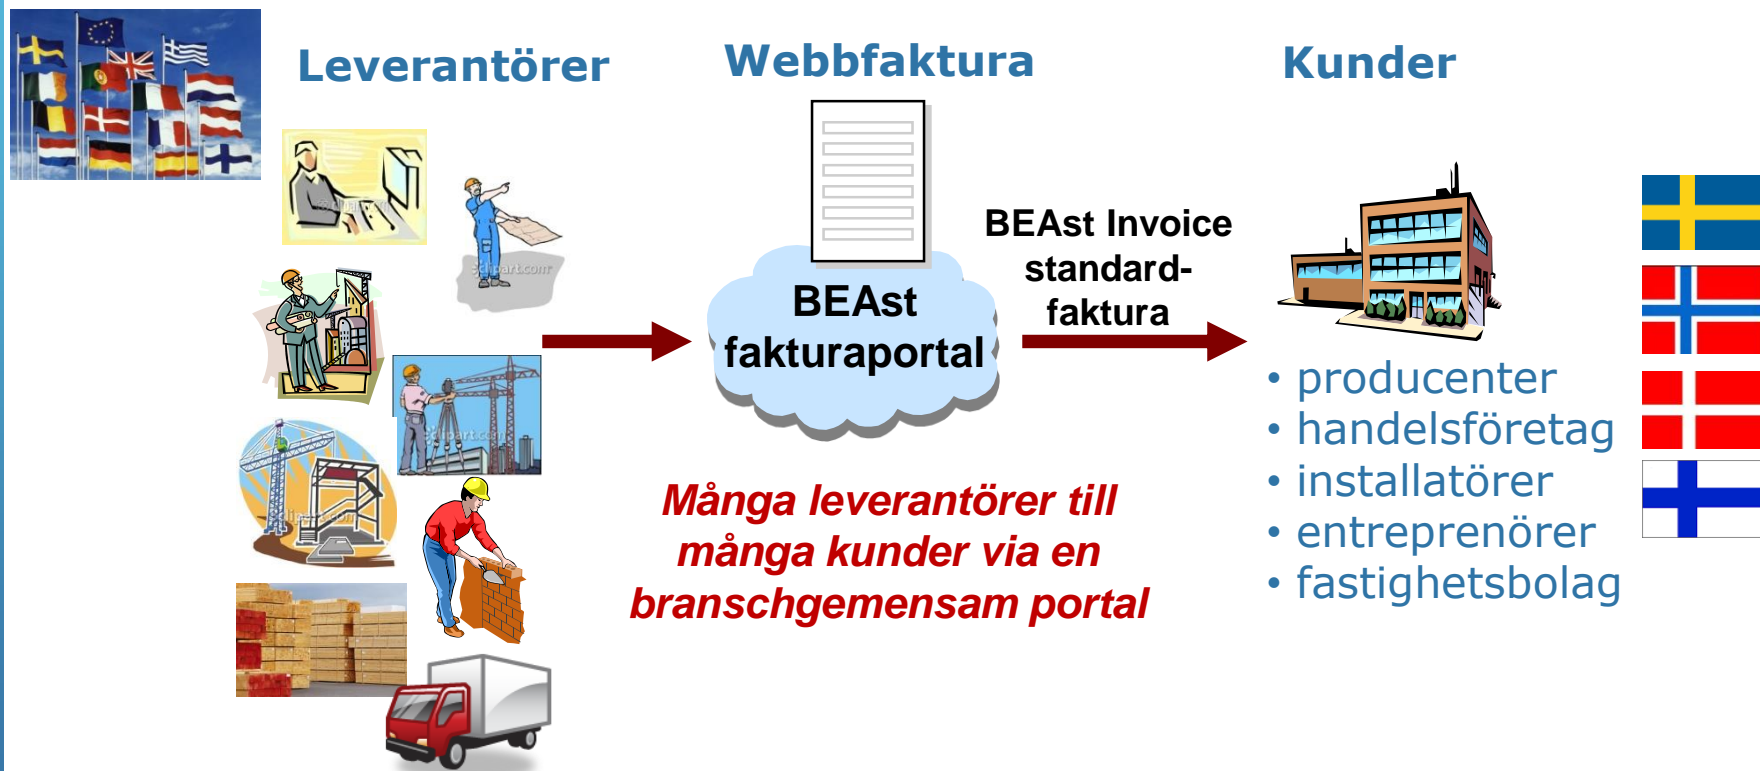 Leverantörer
Webbfaktura
Kunder
BEAst Invoice
standard-
faktura
BEAst
fakturaportal
Många leverantörer till
många kunder via en
branschgemensam portal
• producenter
• handelsföretag
• installatörer
• entreprenörer
• fastighetsbolag